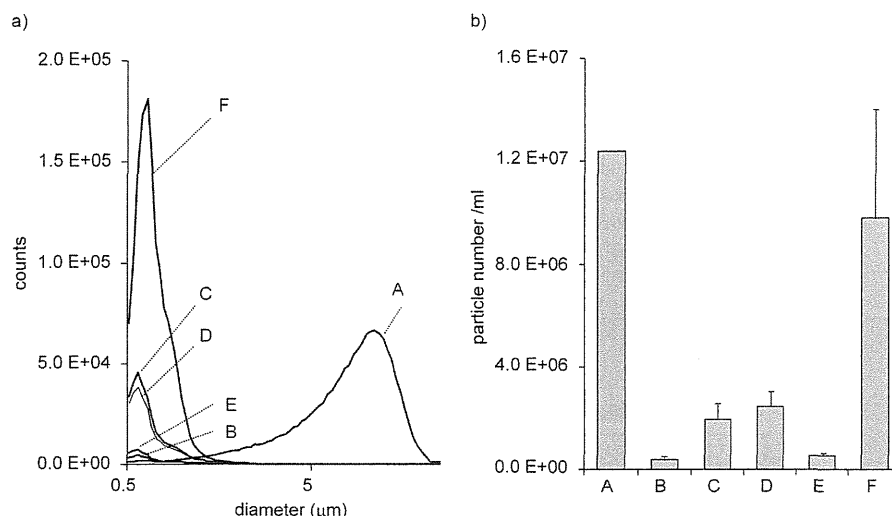 a)
2.0 E+05
1.5 E+05
1.0 E+05
5.0 E+04
0.0 E+00
counts
F
C
D
E
B
A
0.5
5
diameter (μm)
b)
1.6 E+07
1.2 E+07
8.0 E+06
4.0 E+06
0.0 E+00
particle number /ml
A
B
C
D
E
F